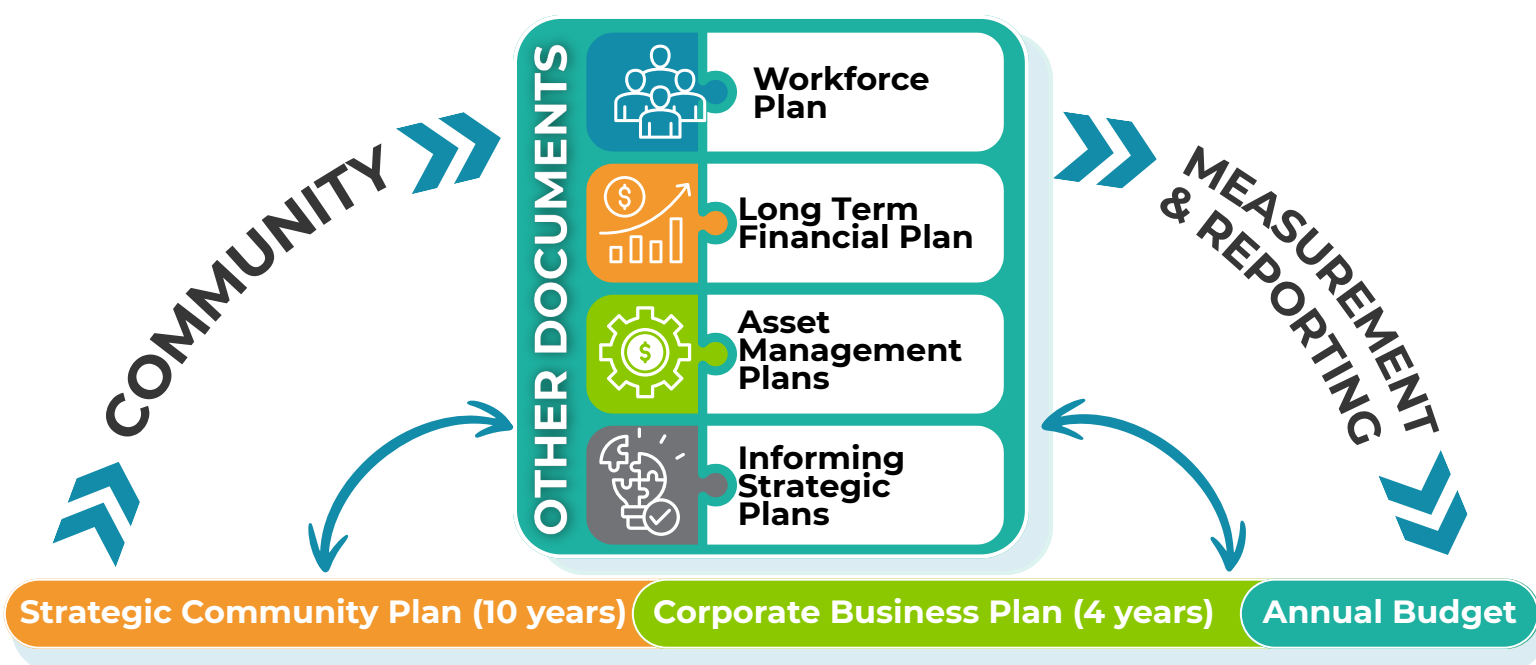 COMMUNITY
OTHER DOCUMENTS
Workforce
Plan
Long Term
Financial Plan
Asset
Management
Plans
Informing
Strategic
Plans
MEASUREMENT
& REPORTING
Strategic Community Plan (10 years)
Corporate Business Plan (4 years)
Annual Budget